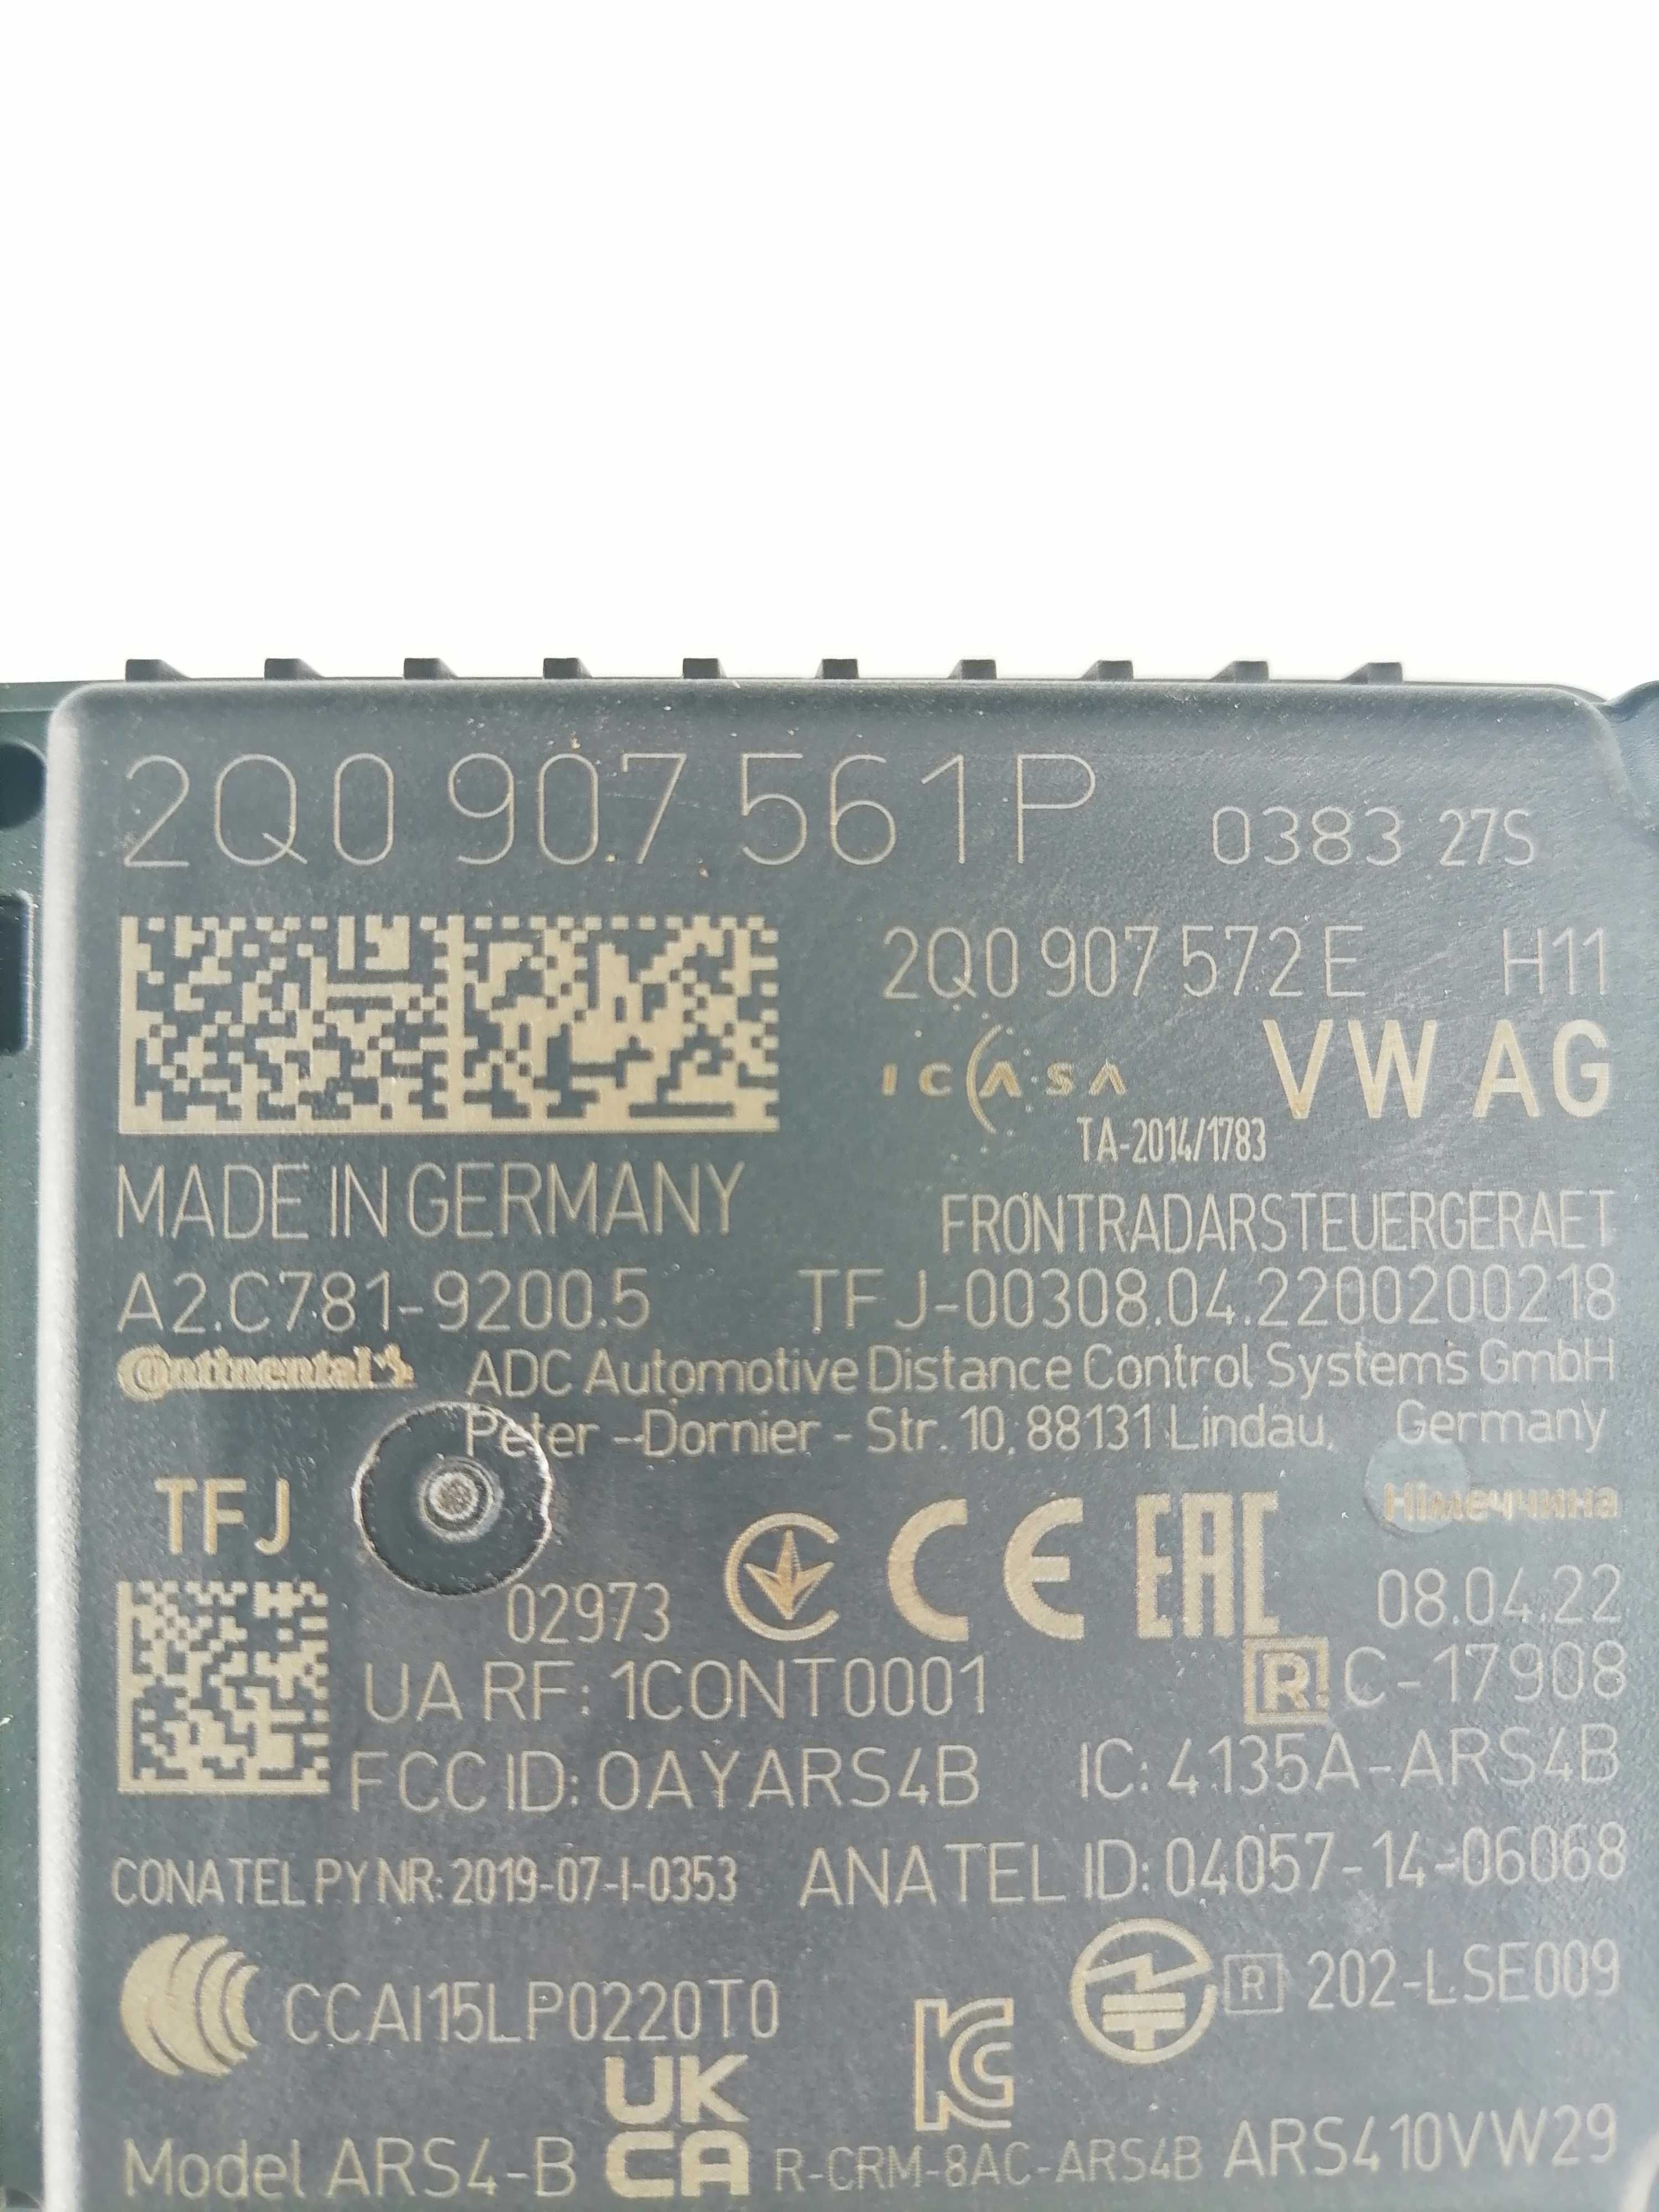 2Q0 907 561P 0383 27S
2Q0 907 572E H11
ICASA VW AG
TA-2014/1783
MADE IN GERMANY FRONTRADARSTEUERGERAET
A2.C781-9200.5 TFJ-00308.04.2200200218
Continental ADC Automotive Distance Control Systems GmbH
Peter -Dornier - Str. 10, 88131 Lindau, Germany
TFJ Німеччина
02973 CE EAC 08.04.22
UA RF: 1CONT0001 R C-17908
FCC ID: OAYARS4B IC: 4135A-ARS4B
CONATEL PY NR: 2019-07-I-0353 ANATEL ID: 04057-14-06068
CCAI15LP0220T0 R 202-LSE009
UK
CA
Model ARS4-B R-CRM-8AC-ARS4B ARS410VW29